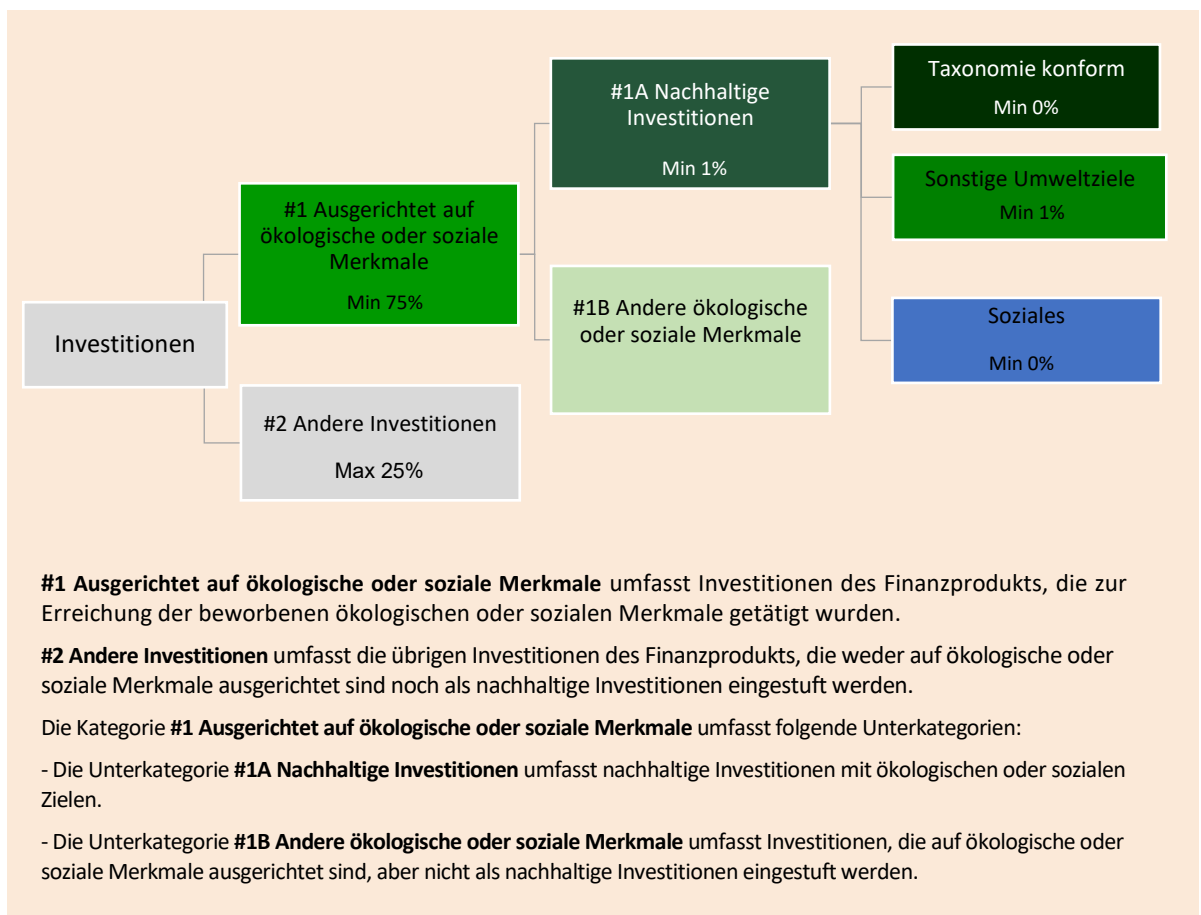 Investitionen
#1 Ausgerichtet auf
ökologische oder soziale
Merkmale
Min 75%
#2 Andere Investitionen
Max 25%
#1A Nachhaltige
Investitionen
Min 1%
#1B Andere ökologische
oder soziale Merkmale
Taxonomie konform
Min 0%
Sonstige Umweltziele
Min 1%
Soziales
Min 0%
#1 Ausgerichtet auf ökologische oder soziale Merkmale umfasst Investitionen des Finanzprodukts, die zur
Erreichung der beworbenen ökologischen oder sozialen Merkmale getätigt wurden.
#2 Andere Investitionen umfasst die übrigen Investitionen des Finanzprodukts, die weder auf ökologische oder
soziale Merkmale ausgerichtet sind noch als nachhaltige Investitionen eingestuft werden.
Die Kategorie #1 Ausgerichtet auf ökologische oder soziale Merkmale umfasst folgende Unterkategorien:
- Die Unterkategorie #1A Nachhaltige Investitionen umfasst nachhaltige Investitionen mit ökologischen oder sozialen
Zielen.
- Die Unterkategorie #1B Andere ökologische oder soziale Merkmale umfasst Investitionen, die auf ökologische oder
soziale Merkmale ausgerichtet sind, aber nicht als nachhaltige Investitionen eingestuft werden.